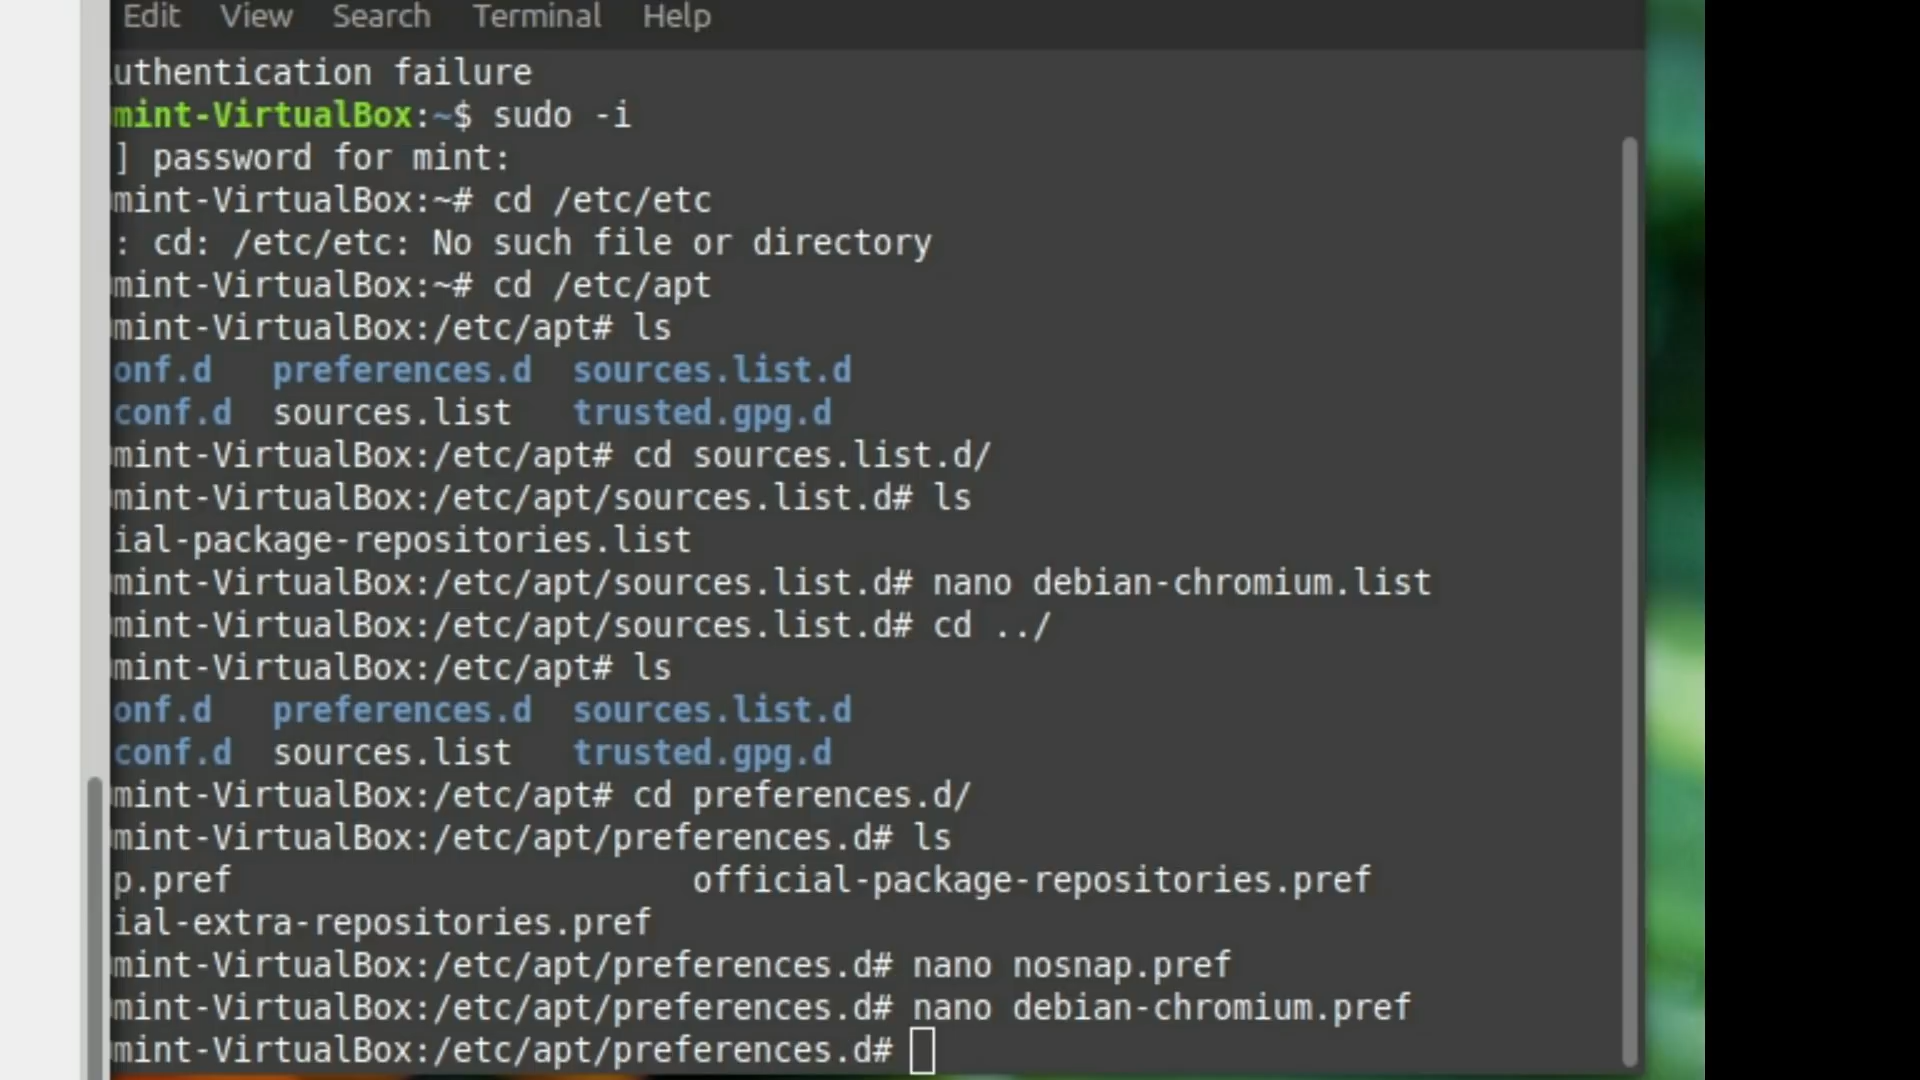 Edit View Search Terminal Help
uthentication failure
mint-VirtualBox:~$ sudo -i
] password for mint:
mint-VirtualBox:~# cd /etc/etc
: cd: /etc/etc: No such file or directory
mint-VirtualBox:~# cd /etc/apt
mint-VirtualBox:/etc/apt# ls
onf.d preferences.d sources.list.d
conf.d sources.list trusted.gpg.d
mint-VirtualBox:/etc/apt# cd sources.list.d/
mint-VirtualBox:/etc/apt/sources.list.d# ls
ial-package-repositories.list
mint-VirtualBox:/etc/apt/sources.list.d# nano debian-chromium.list
mint-VirtualBox:/etc/apt/sources.list.d# cd ../
mint-VirtualBox:/etc/apt# ls
onf.d preferences.d sources.list.d
conf.d sources.list trusted.gpg.d
mint-VirtualBox:/etc/apt# cd preferences.d/
mint-VirtualBox:/etc/apt/preferences.d# ls
p.pref official-package-repositories.pref
ial-extra-repositories.pref
mint-VirtualBox:/etc/apt/preferences.d# nano nosnap.pref
mint-VirtualBox:/etc/apt/preferences.d# nano debian-chromium.pref
mint-VirtualBox:/etc/apt/preferences.d#